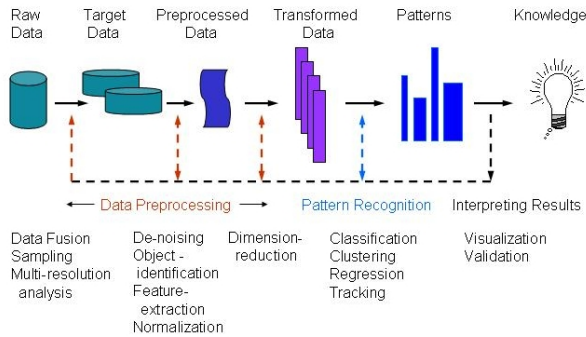 Raw Data
Target Data
Preprocessed Data
Transformed Data
Patterns
Knowledge
Data Preprocessing
Pattern Recognition
Interpreting Results
Data Fusion
Sampling
Multi-resolution
analysis
De-noising
Object -
identification
Feature-
extraction
Normalization
Dimension-
reduction
Classification
Clustering
Regression
Tracking
Visualization
Validation